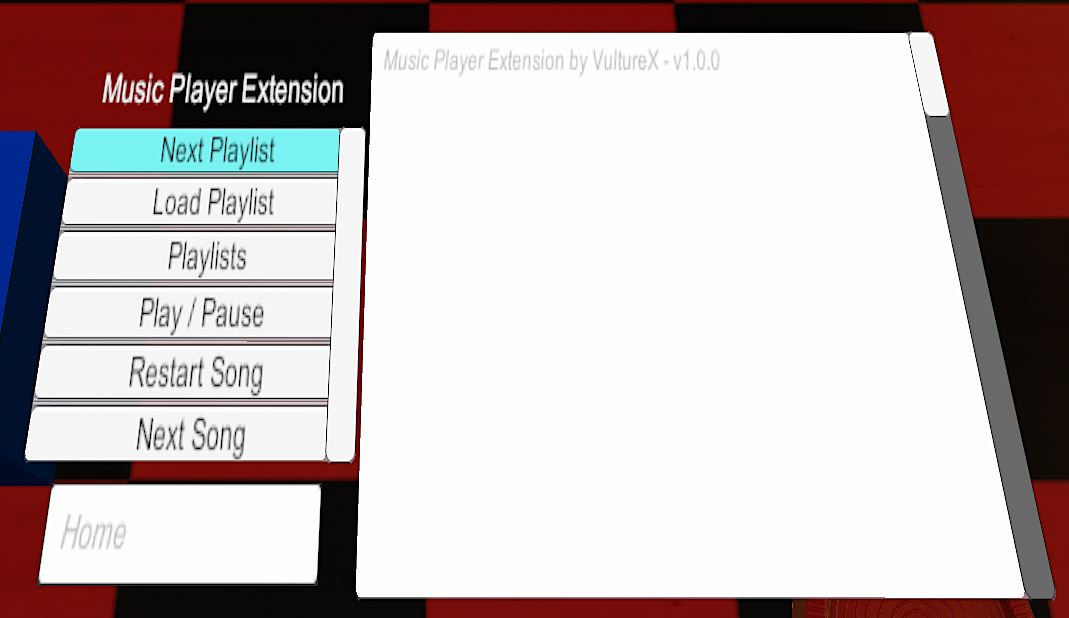 Music Player Extension
Next Playlist
Load Playlist
Playlists
Play / Pause
Restart Song
Next Song
Home
Music Player Extension by VultureX - v1.0.0